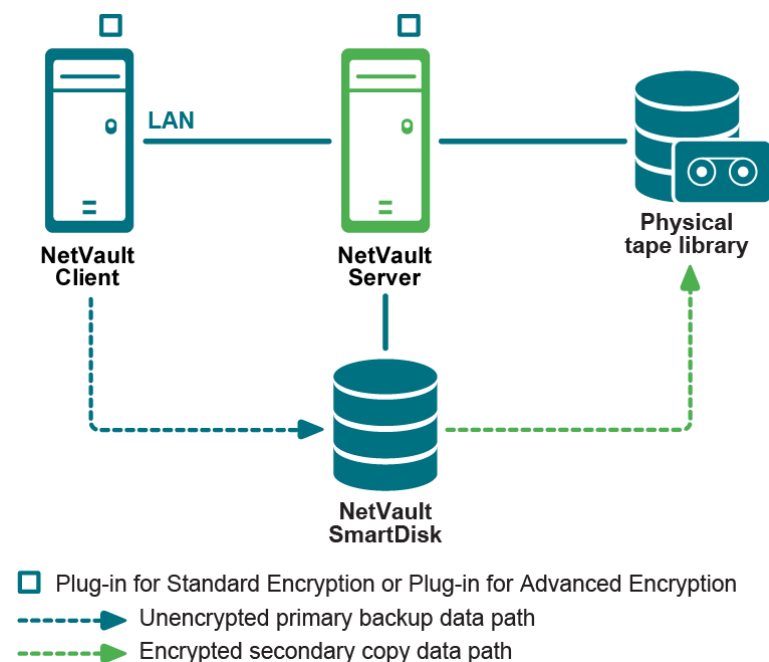 LAN
NetVault
Client
NetVault
Server
Physical
tape library
NetVault
SmartDisk
Plug-in for Standard Encryption or Plug-in for Advanced Encryption
Unencrypted primary backup data path
Encrypted secondary copy data path